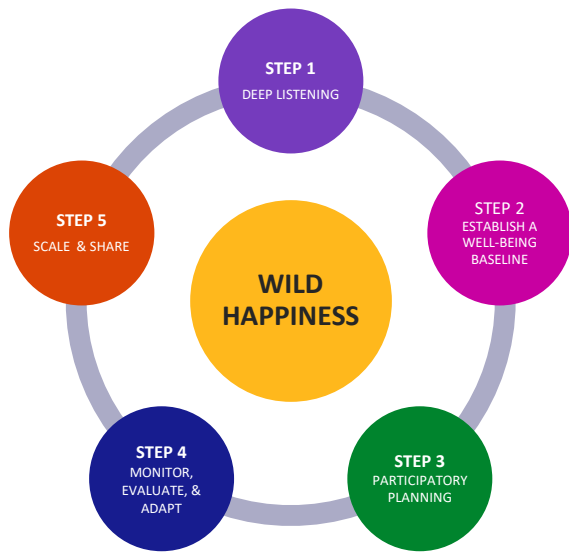 STEP 1
DEEP LISTENING
STEP 2
ESTABLISH A
WELL-BEING
BASELINE
STEP 3
PARTICIPATORY
PLANNING
STEP 4
MONITOR,
EVALUATE, &
ADAPT
STEP 5
SCALE & SHARE
WILD
HAPPINESS